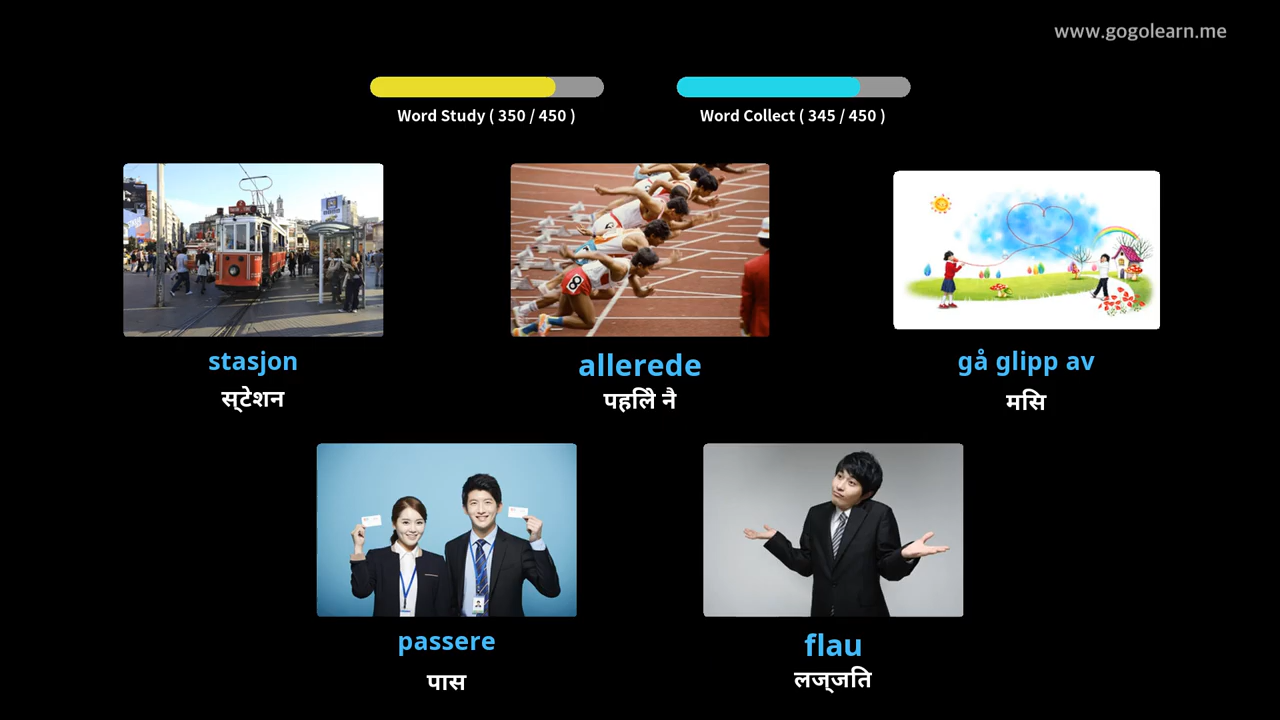 www.gogolearn.me
Word Study ( 350 / 450 )
Word Collect ( 345 / 450 )
stasjon
स्टेशन
allerede
पहलिे नै
gå glipp av
मसि
passere
पास
flau
लज्जति